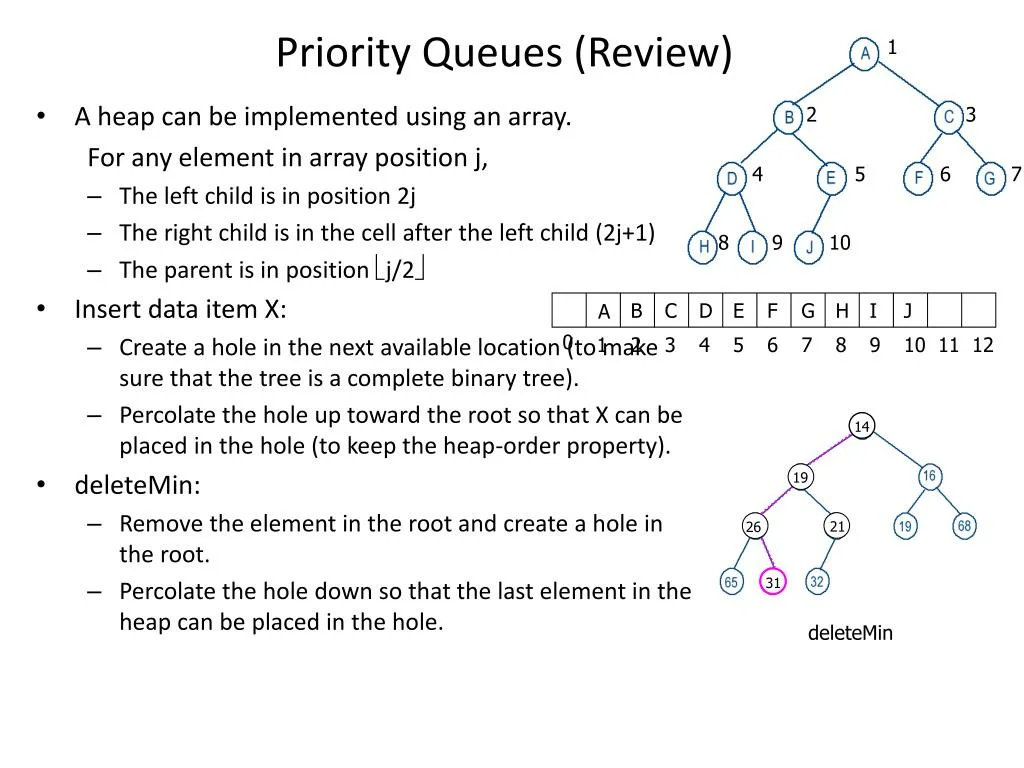 Priority Queues (Review)
• A heap can be implemented using an array.
For any element in array position j,
– The left child is in position 2j
– The right child is in the cell after the left child (2j+1)
– The parent is in position ⌊j/2⌋
• Insert data item X:
– Create a hole in the next available location (to make
sure that the tree is a complete binary tree).
– Percolate the hole up toward the root so that X can be
placed in the hole (to keep the heap-order property).
• deleteMin:
– Remove the element in the root and create a hole in
the root.
– Percolate the hole down so that the last element in the
heap can be placed in the hole.
A 1
B 2 C 3
D 4 E 5 F 6 G 7
H 8 I 9 J 10
A B C D E F G H I J
0 1 2 3 4 5 6 7 8 9 10 11 12
14
19 16
26 21 19 68
65 31 32
deleteMin